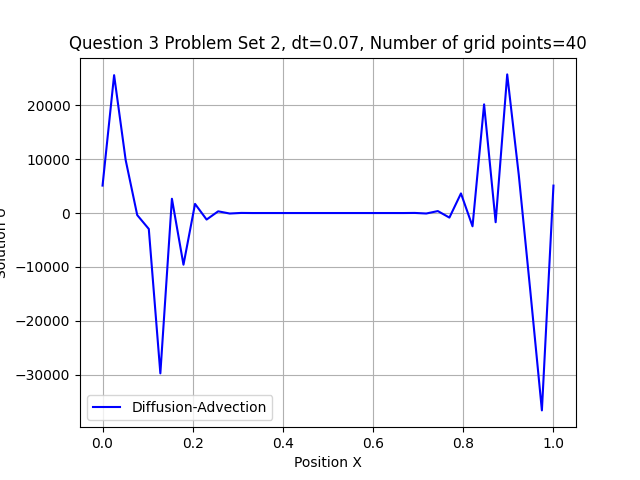 Question 3 Problem Set 2, dt=0.07, Number of grid points=40
20000
10000
0
−10000
−20000
−30000
Solution U
Diffusion-Advection
0.0 0.2 0.4 0.6 0.8 1.0
Position X